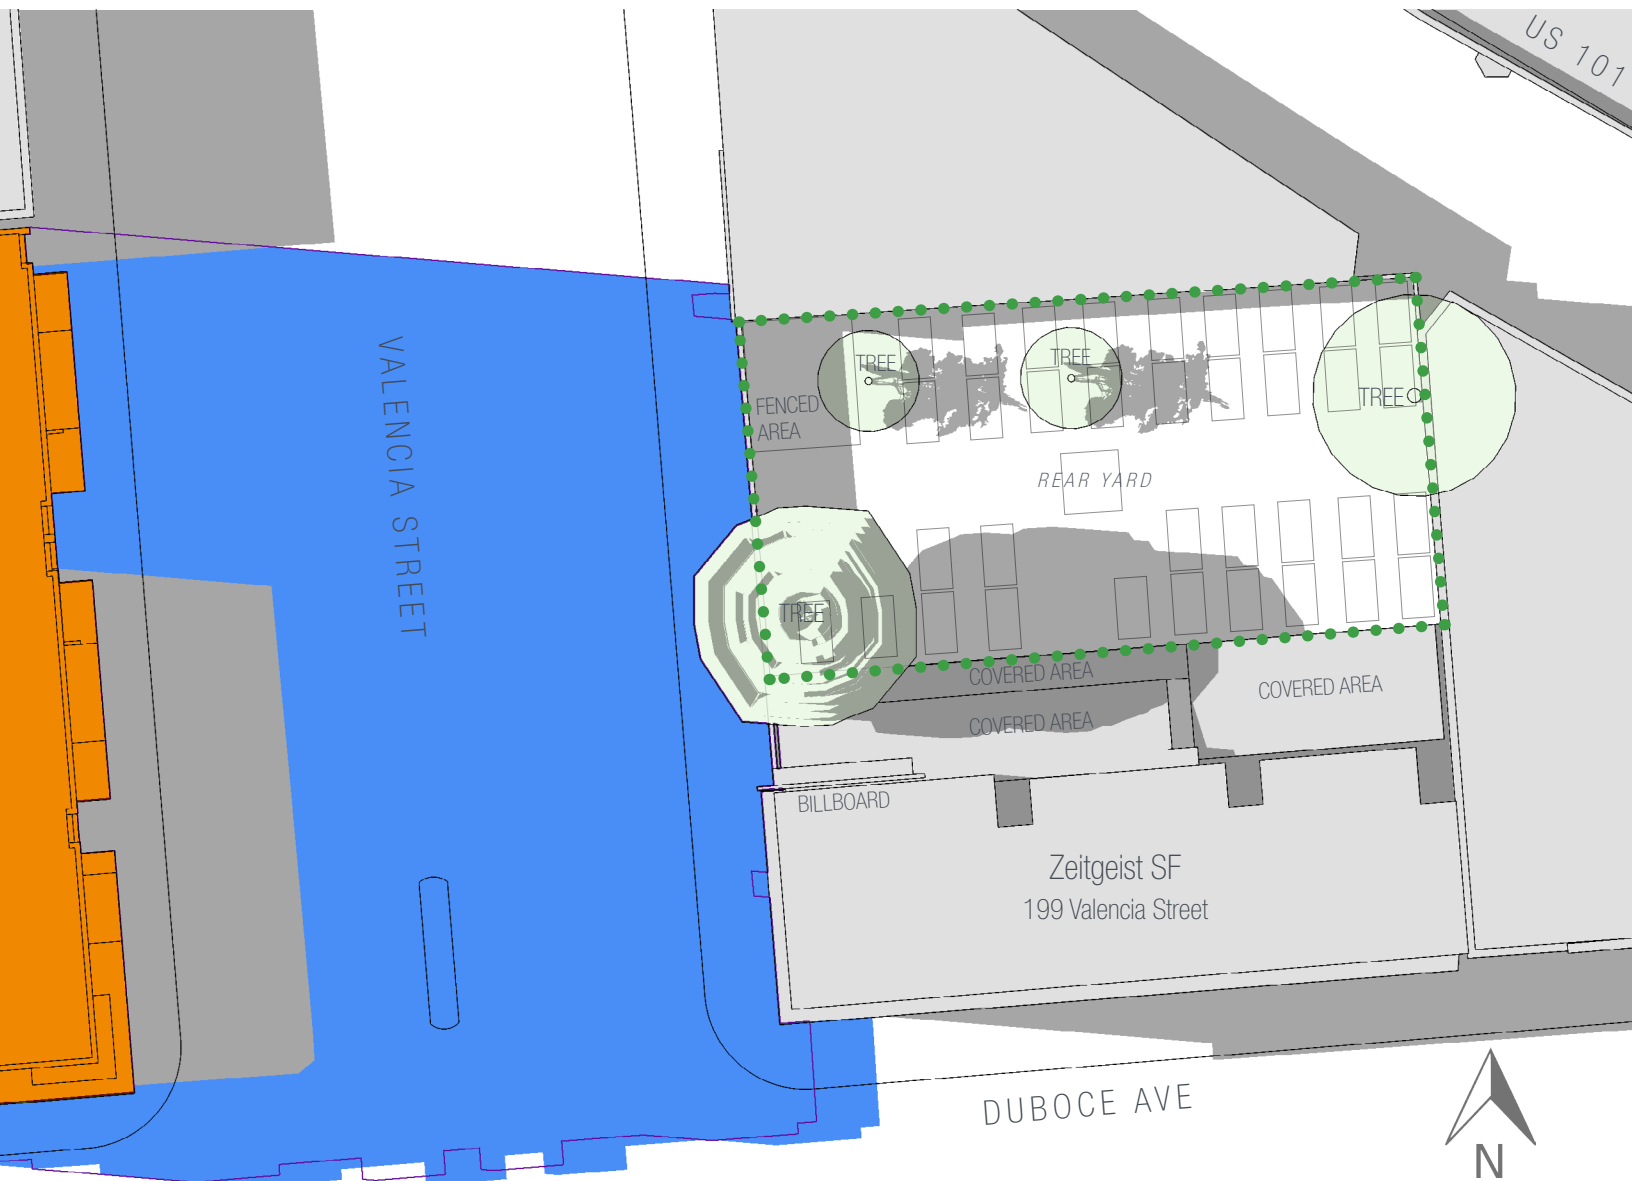 US 101
VALENCIA STREET
TREE
TREE
TREE
FENCED
AREA
REAR YARD
TREE
COVERED AREA
COVERED AREA
COVERED AREA
BILLBOARD
Zeitgeist SF
199 Valencia Street
DUBOCE AVE
N